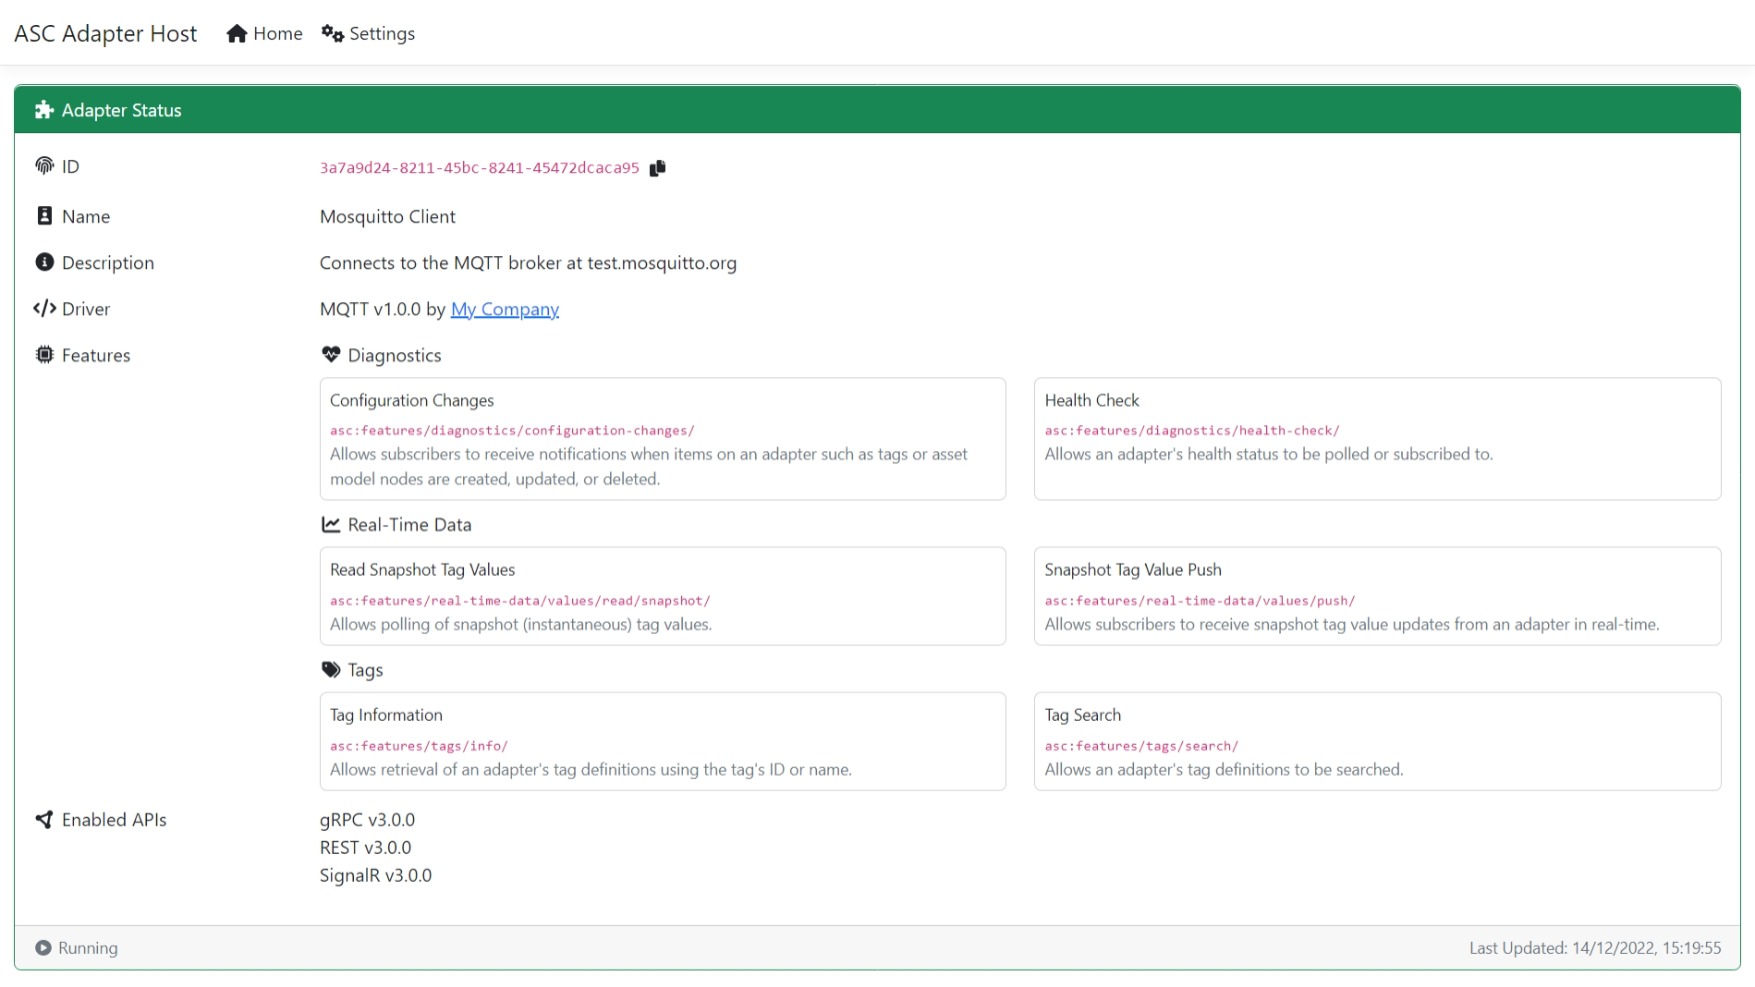 ASC Adapter Host Home Settings
Adapter Status
ID 3a7a9d24-8211-45bc-8241-45472dcaca95
Name Mosquitto Client
Description Connects to the MQTT broker at test.mosquitto.org
Driver MQTT v1.0.0 by My Company
Features Diagnostics
Configuration Changes
asc:features/diagnostics/configuration-changes/
Allows subscribers to receive notifications when items on an adapter such as tags or asset
model nodes are created, updated, or deleted.
Health Check
asc:features/diagnostics/health-check/
Allows an adapter's health status to be polled or subscribed to.
Real-Time Data
Read Snapshot Tag Values
asc:features/real-time-data/values/read/snapshot/
Allows polling of snapshot (instantaneous) tag values.
Snapshot Tag Value Push
asc:features/real-time-data/values/push/
Allows subscribers to receive snapshot tag value updates from an adapter in real-time.
Tags
Tag Information
asc:features/tags/info/
Allows retrieval of an adapter's tag definitions using the tag's ID or name.
Tag Search
asc:features/tags/search/
Allows an adapter's tag definitions to be searched.
Enabled APIs gRPC v3.0.0
REST v3.0.0
SignalR v3.0.0
Running Last Updated: 14/12/2022, 15:19:55